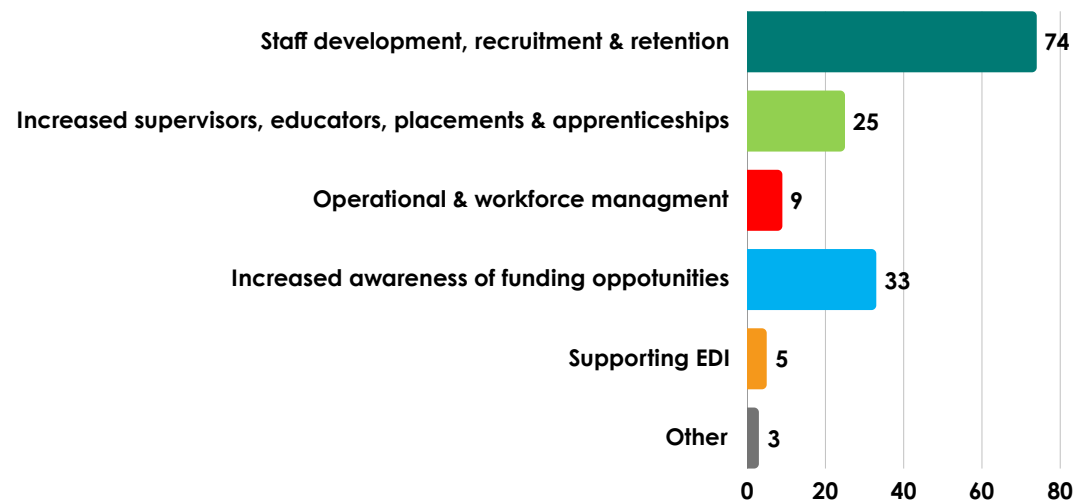 Staff development, recruitment & retention 74
Increased supervisors, educators, placements & apprenticeships 25
Operational & workforce managment 9
Increased awareness of funding oppotunities 33
Supporting EDI 5
Other 3
0 20 40 60 80